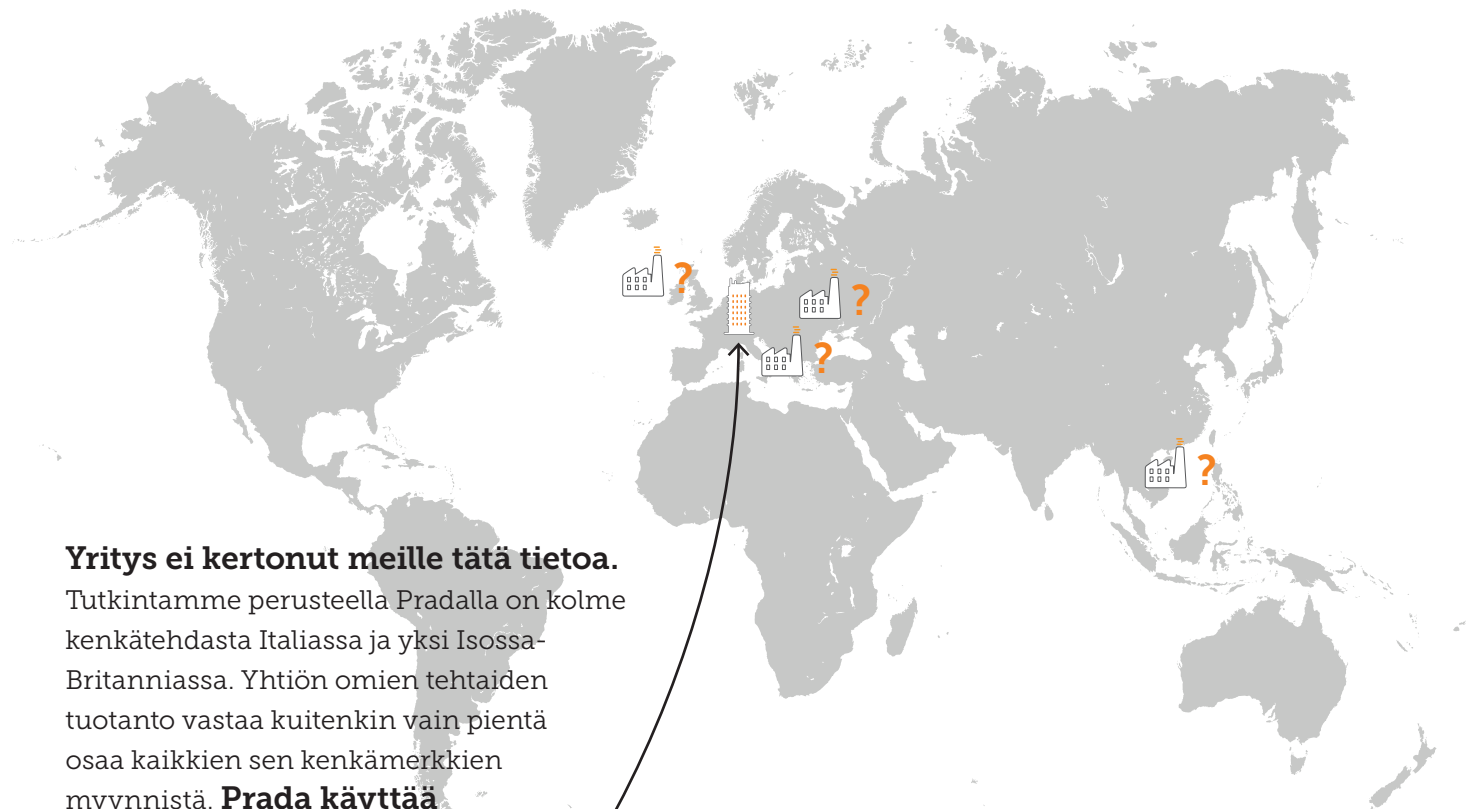 ?
?
?
?
Yritys ei kertonut meille tätä tietoa.
Tutkintamme perusteella Pradalla on kolme
kenkätehdasta Italiassa ja yksi Isossa-
Britanniassa. Yhtiön omien tehtaiden
tuotanto vastaa kuitenkin vain pientä
osaa kaikkien sen kenkämerkkien
myynnistä. Prada käyttää